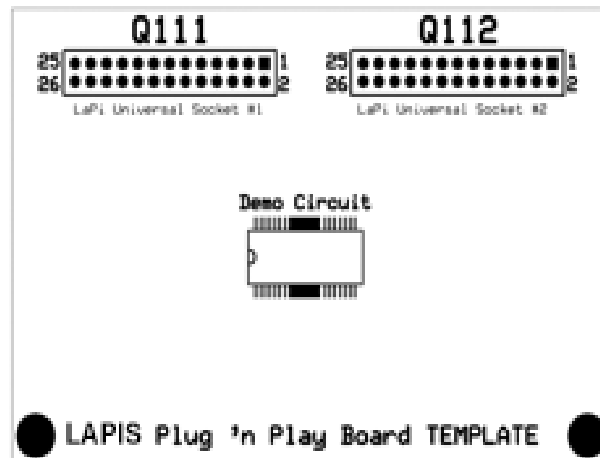 Q111 Q112
25 1 25 1
26 2 26 2
LaPi Universal Socket #1 LaPi Universal Socket #2
Demo Circuit
LAPIS Plug 'n Play Board TEMPLATE